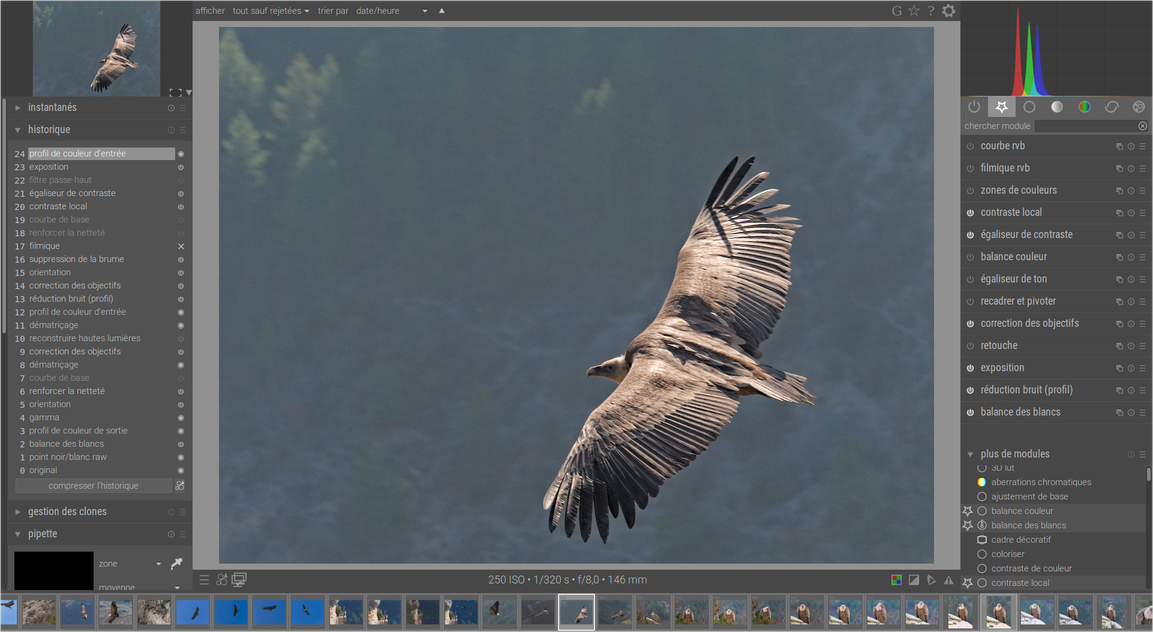 afficher tout sauf rejetées trier par date/heure
G ☆ ?
instantanés
historique
24 profil de couleur d'entrée
23 exposition
22 filtre passe-haut
21 égaliseur de contraste
20 contraste local
19 courbe de base
18 renforcer la netteté
17 filmique
16 suppression de la brume
15 orientation
14 correction des objectifs
13 réduction bruit (profil)
12 profil de couleur d'entrée
11 dématriçage
10 reconstruire hautes lumières
9 correction des objectifs
8 dématriçage
7 courbe de base
6 renforcer la netteté
5 orientation
4 gamma
3 profil de couleur de sortie
2 balance des blancs
1 point noir/blanc raw
0 original
compresser l'historique
gestion des clones
pipette
zone
moyenne
250 ISO • 1/320 s • f/8,0 • 146 mm
chercher module
courbe rvb
filmique rvb
zones de couleurs
contraste local
égaliseur de contraste
balance couleur
égaliseur de ton
recadrer et pivoter
correction des objectifs
retouche
exposition
réduction bruit (profil)
balance des blancs
plus de modules
3D lut
aberrations chromatiques
ajustement de base
balance couleur
balance des blancs
cadre décoratif
coloriser
contraste de couleur
contraste local